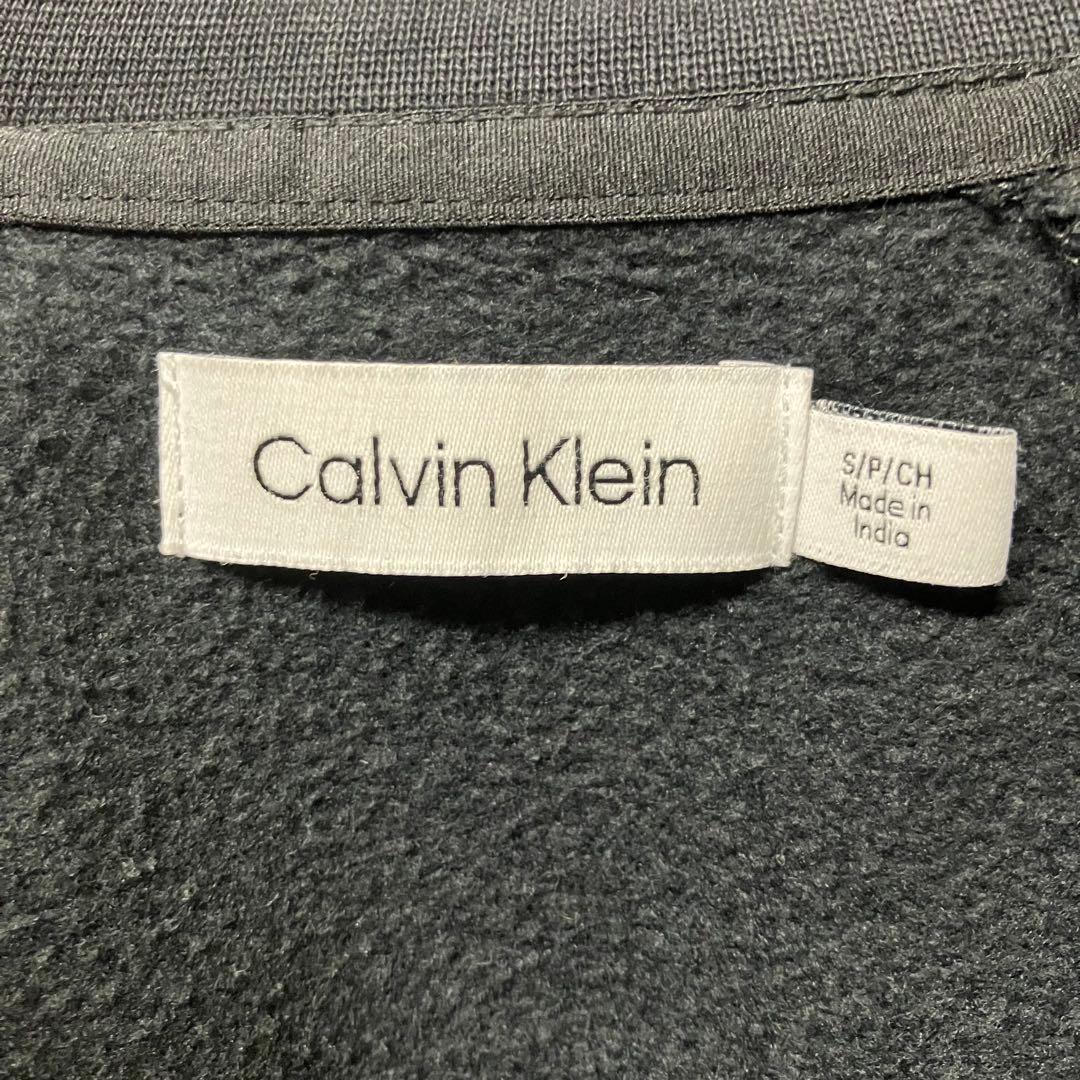 Calvin Klein
S/P/CH
Made in
India